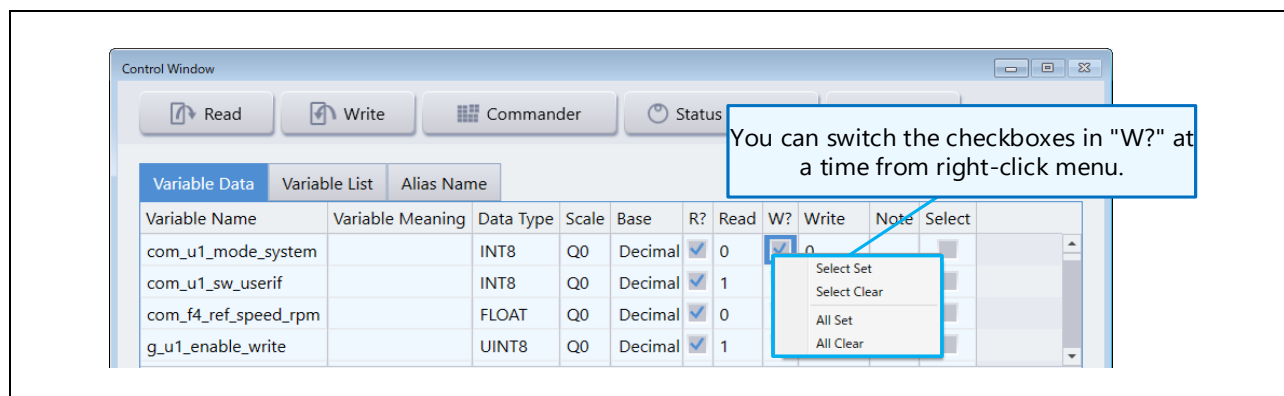 Control Window
Read Write Commander Status
You can switch the checkboxes in "W?" at
a time from right-click menu.
Variable Data Variable List Alias Name
Variable Name Variable Meaning Data Type Scale Base R? Read W? Write Note Select
com_u1_mode_system INT8 Q0 Decimal 0 0
com_u1_sw_userif INT8 Q0 Decimal 1
com_f4_ref_speed_rpm FLOAT Q0 Decimal 0
g_u1_enable_write UINT8 Q0 Decimal 1
Select Set
Select Clear
All Set
All Clear